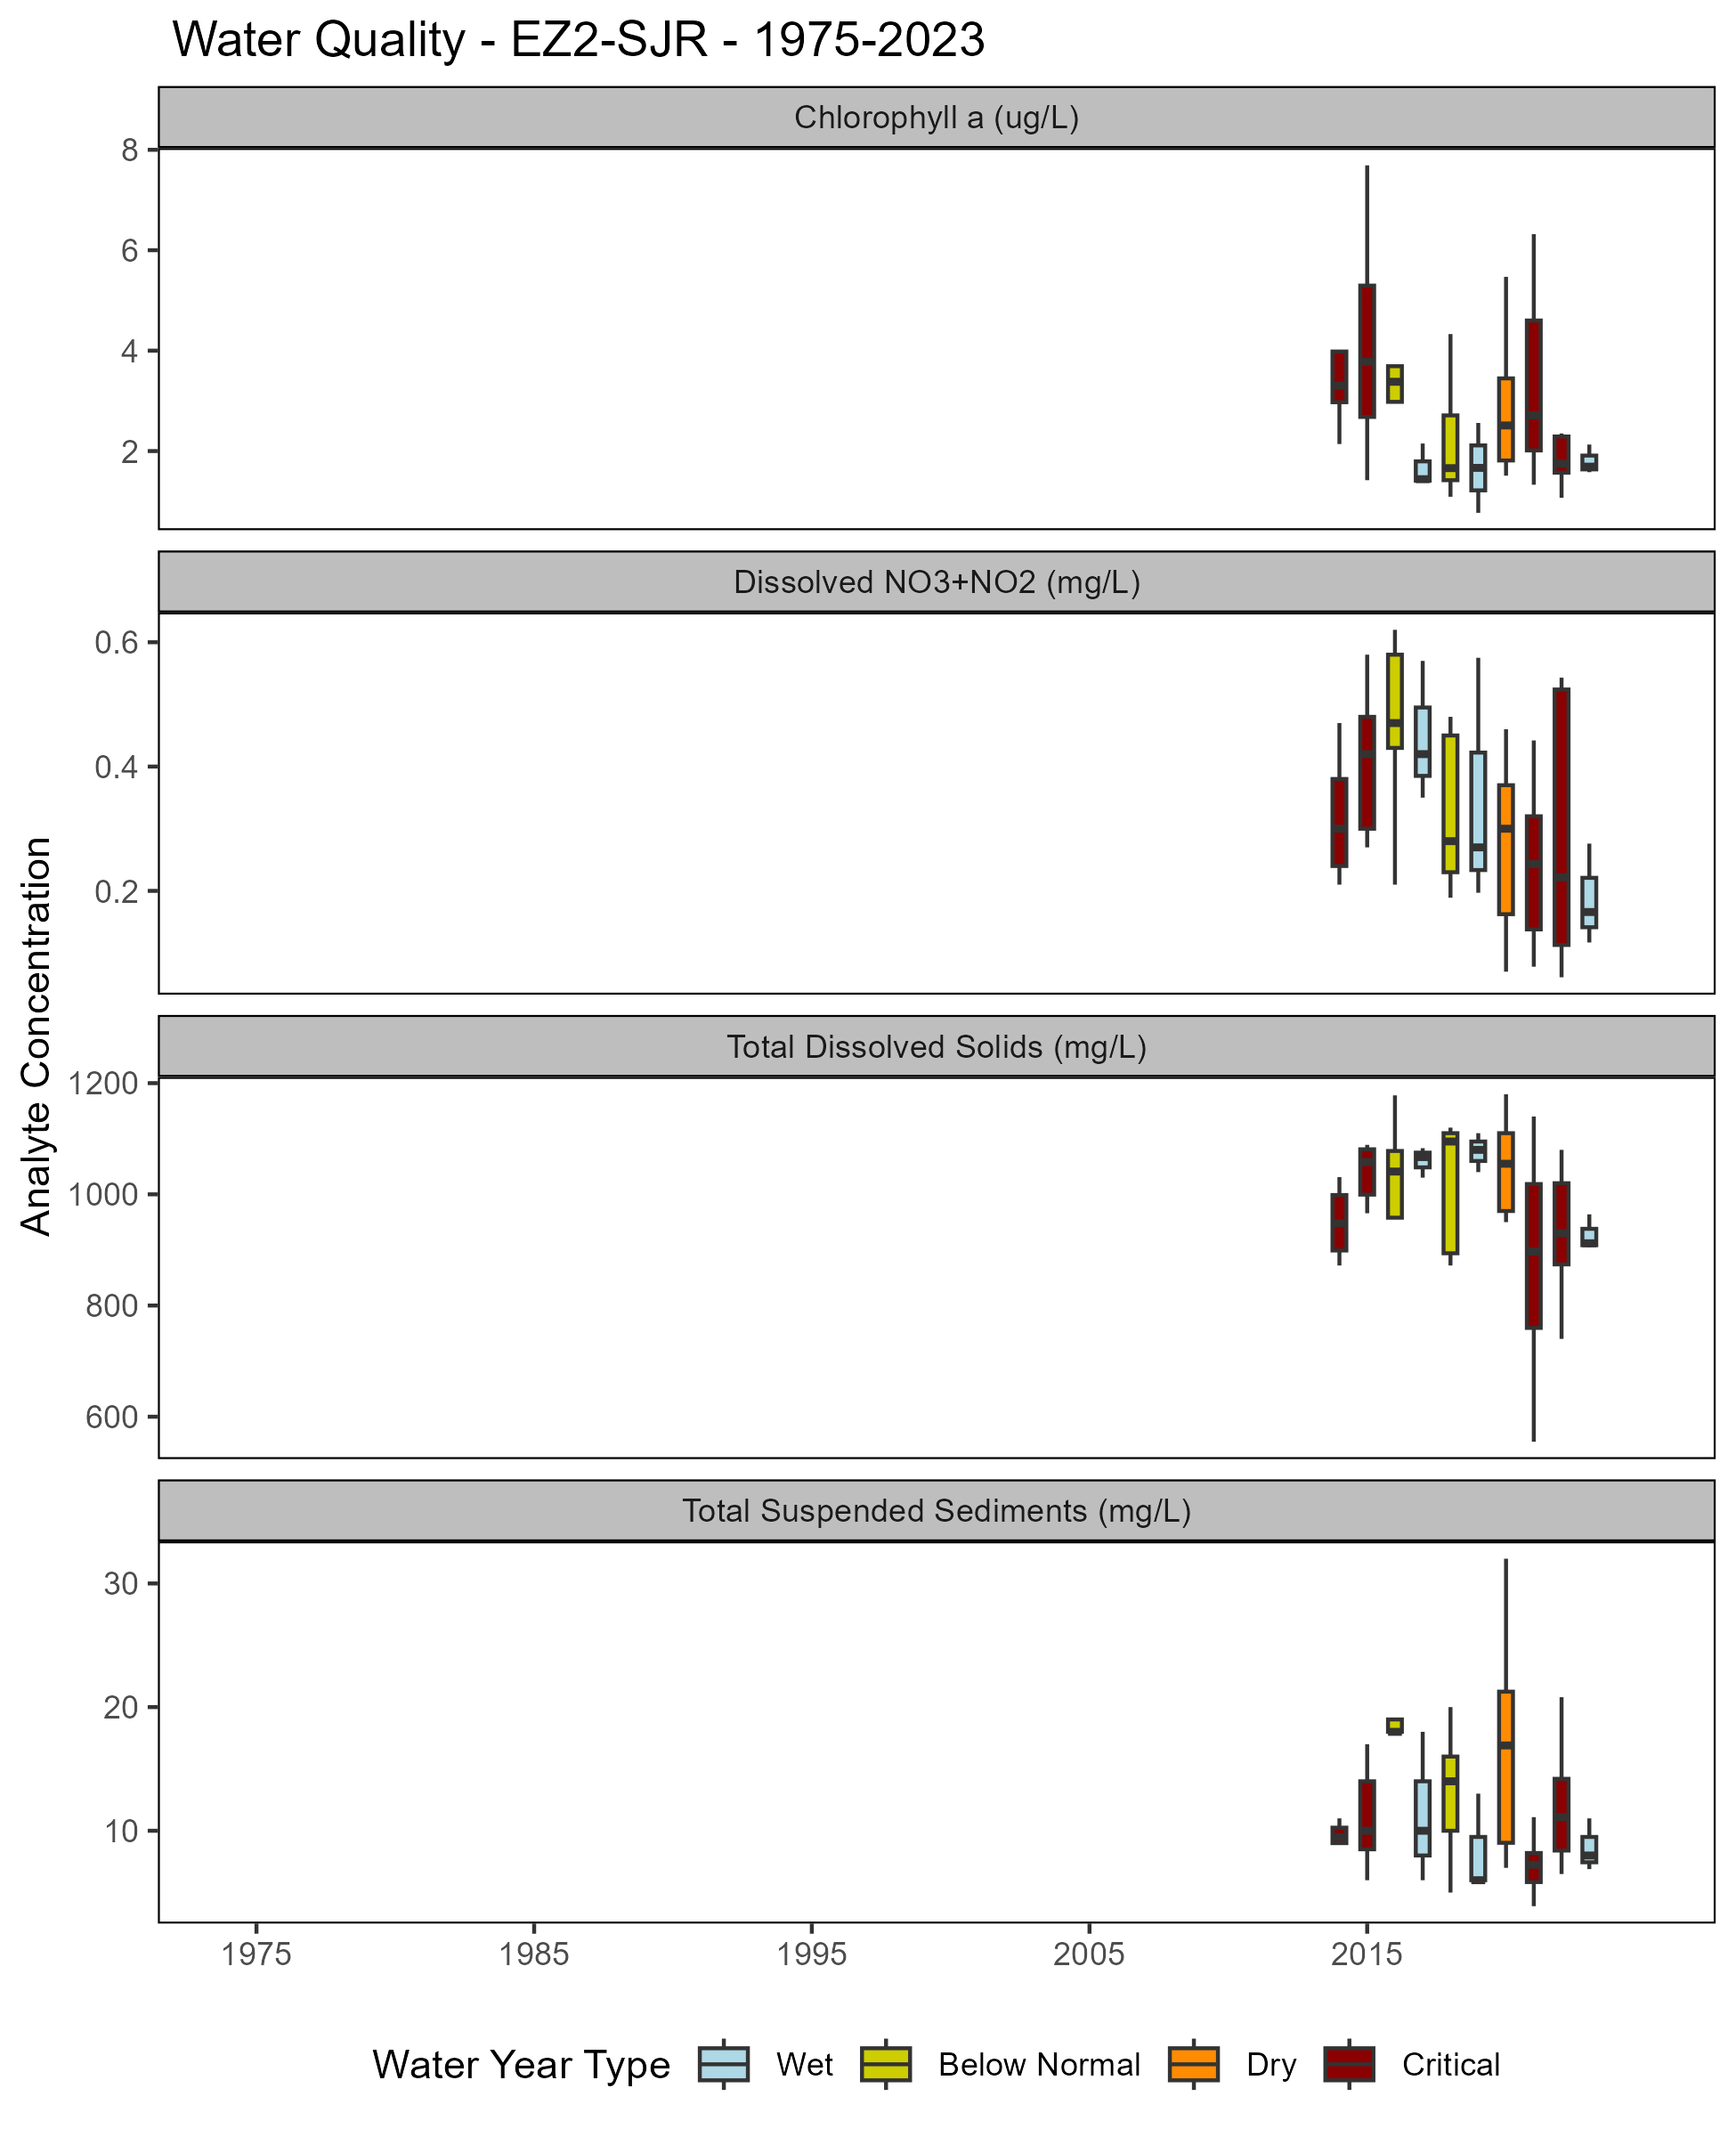 Water Quality - EZ2-SJR - 1975-2023
Chlorophyll a (ug/L)
8
6
4
2
Dissolved NO3+NO2 (mg/L)
0.6
0.4
0.2
Total Dissolved Solids (mg/L)
1200
1000
800
600
Total Suspended Sediments (mg/L)
30
20
10
Analyte Concentration
1975 1985 1995 2005 2015
Water Year Type Wet Below Normal Dry Critical